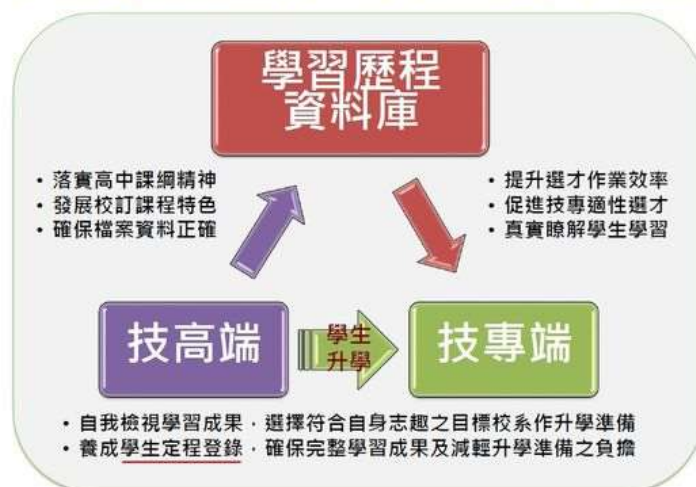 學習歷程
資料庫
• 落實高中課綱精神
• 發展校訂課程特色
• 確保檔案資料正確
• 提升選才作業效率
• 促進技專適性選才
• 真實瞭解學生學習
技高端
學生
升學
技專端
• 自我檢視學習成果，選擇符合自身志趣之目標校系作升學準備
• 養成學生定程登錄，確保完整學習成果及減輕升學準備之負擔